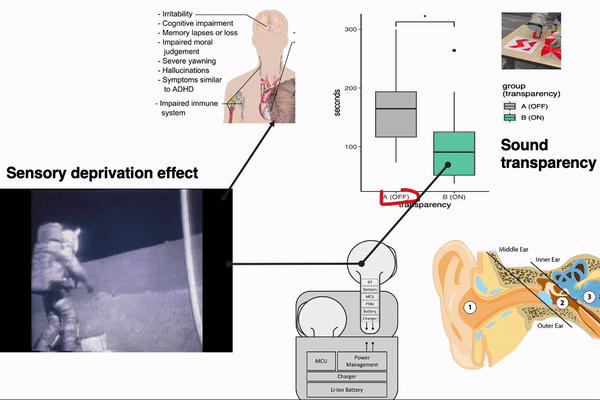 - Irritability
- Cognitive impairment
- Memory lapses or loss
- Impaired moral
judgement
- Severe yawning
- Hallucinations
- Symptoms similar
to ADHD
- Impaired immune
system
Sensory deprivation effect
seconds
300
200
100
*
A (OFF)
B (ON)
transparency
group
(transparency)
A (OFF)
B (ON)
Sound
transparency
BT
Sensors
MCU
PMU
Battery
Charger
MCU
Power
Management
Charger
Li-Ion Battery
Middle Ear
Inner Ear
1
2
3
Outer Ear